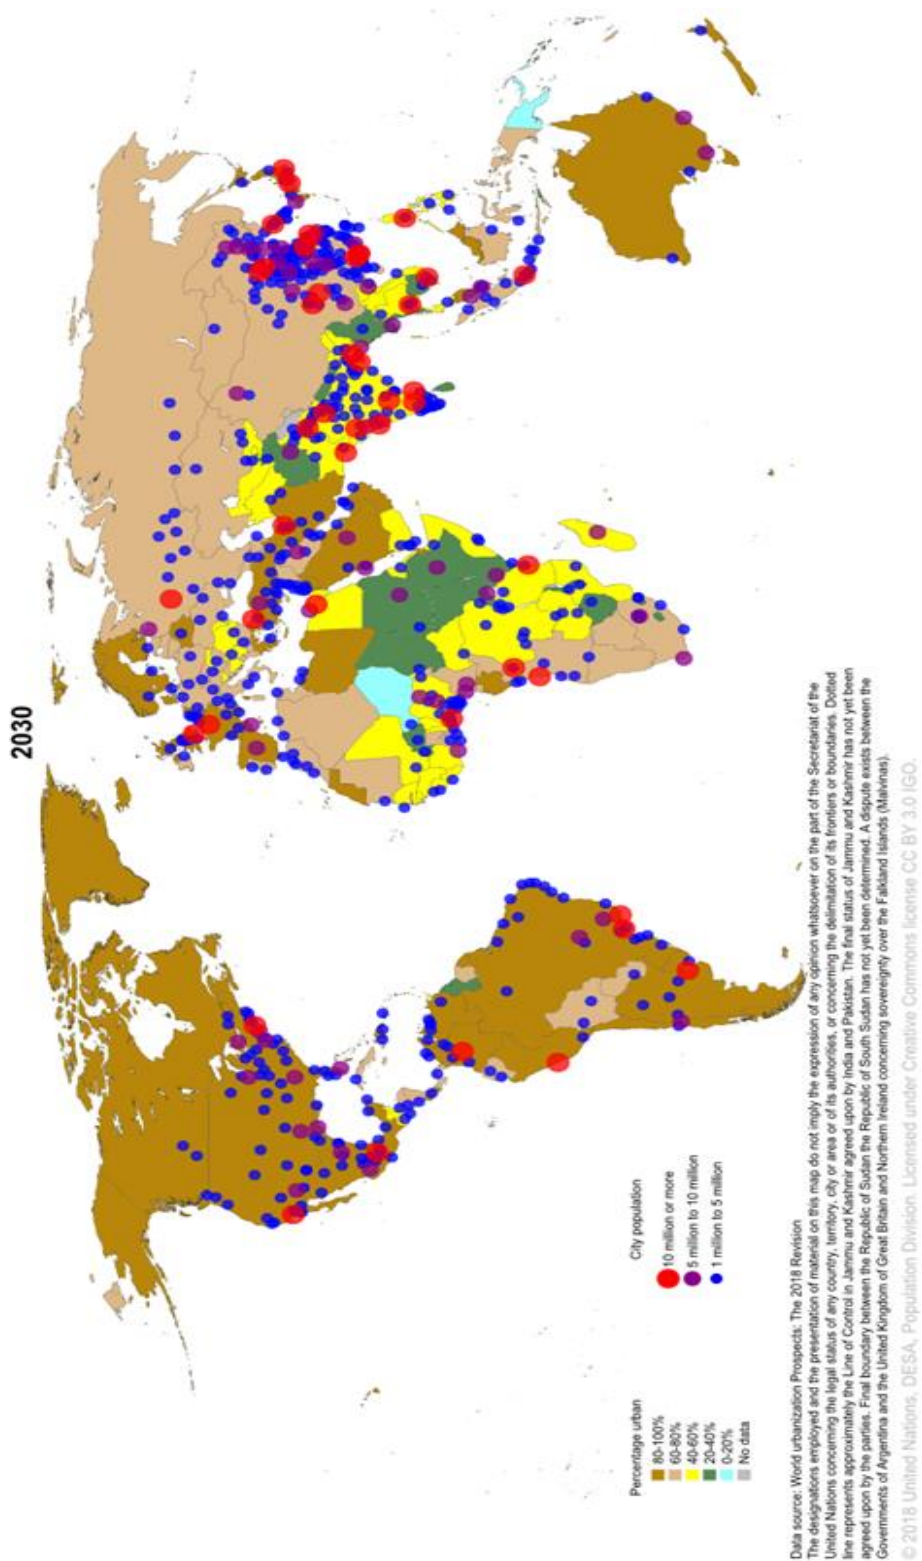 2030
Percentage urban
80-100%
60-80%
40-60%
20-40%
0-20%
No data
City population
10 million or more
5 million to 10 million
1 million to 5 million
Data source: World urbanization Prospects: The 2018 Revision
The designations employed and the presentation of material on this map do not imply the expression of any opinion whatsoever on the part of the Secretariat of the
United Nations concerning the legal status of any country, territory, city or area or of its authorities, or concerning the delimitation of its frontiers or boundaries. Dotted
line represents approximately the Line of Control in Jammu and Kashmir agreed upon by India and Pakistan. The final status of Jammu and Kashmir has not yet been
agreed upon by the parties. Final boundary between the Republic of Sudan the Republic of South Sudan has not yet been determined. A dispute exists between the
Governments of Argentina and the United Kingdom of Great Britain and Northern Ireland concerning sovereignty over the Falkland Islands (Malvinas).
© 2018 United Nations, DESA, Population Division. Licensed under Creative Commons license CC BY 3.0 IGO.